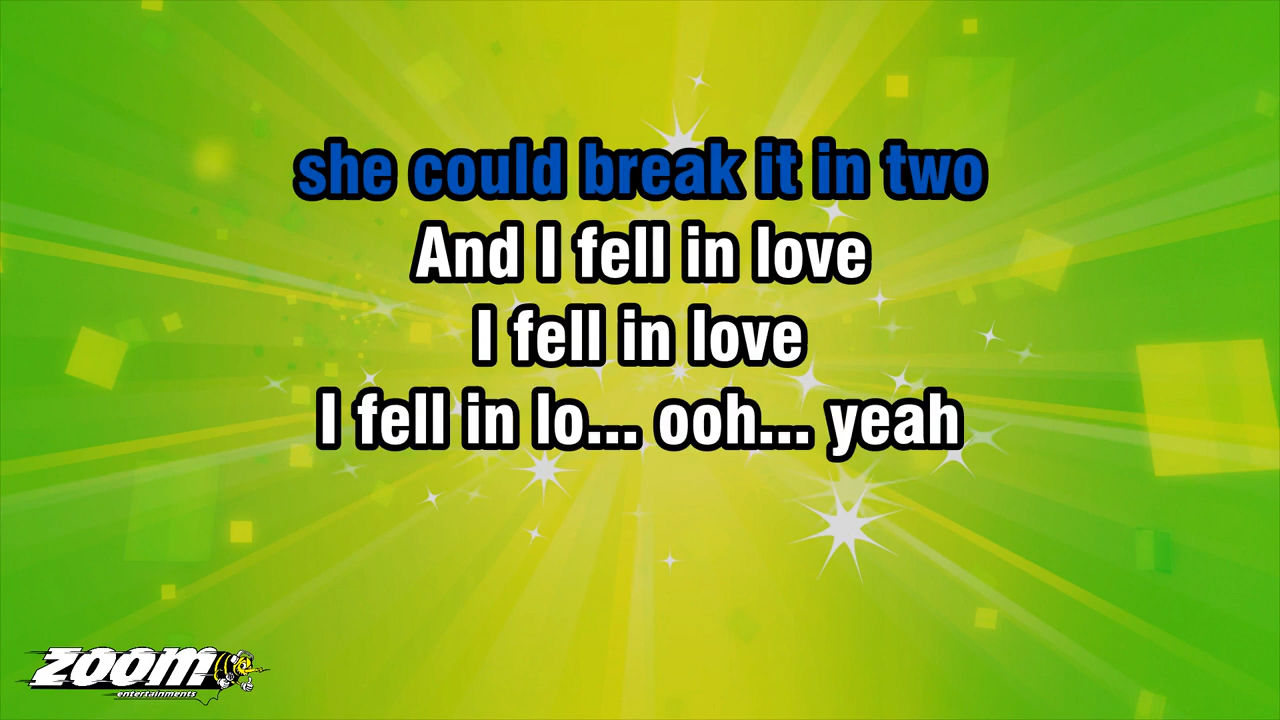 she could break it in two
And I fell in love
I fell in love
I fell in lo... ooh... yeah
ZOOM
entertainments